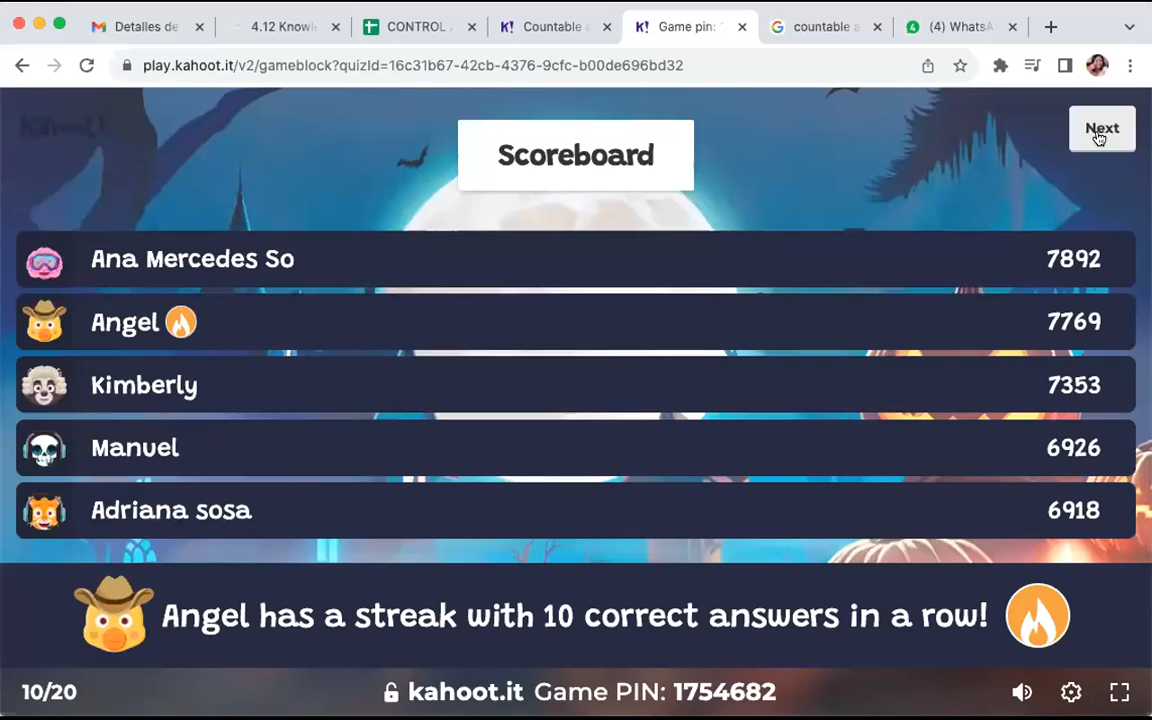 Detalles de
4.12 Knowl
CONTROL
Countable a
Game pin:
countable a
(4) WhatsA
play.kahoot.it/v2/gameblock?quizId=16c31b67-42cb-4376-9cfc-b00de696bd32
Kahoot!
Next
Scoreboard
Ana Mercedes So 7892
Angel 7769
Kimberly 7353
Manuel 6926
Adriana sosa 6918
Angel has a streak with 10 correct answers in a row!
10/20
kahoot.it Game PIN: 1754682